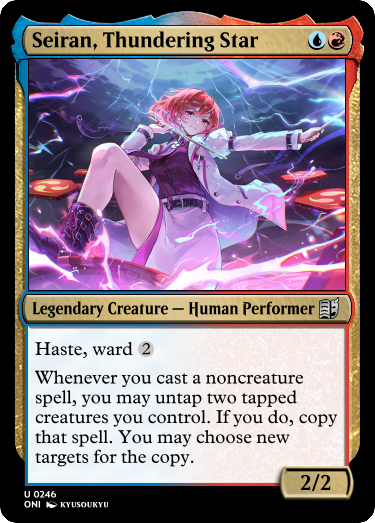 Seiran, Thundering Star
Legendary Creature — Human Performer
Haste, ward 2
Whenever you cast a noncreature
spell, you may untap two tapped
creatures you control. If you do, copy
that spell. You may choose new
targets for the copy.
2/2
U 0246
ONI KYUSOUKYU